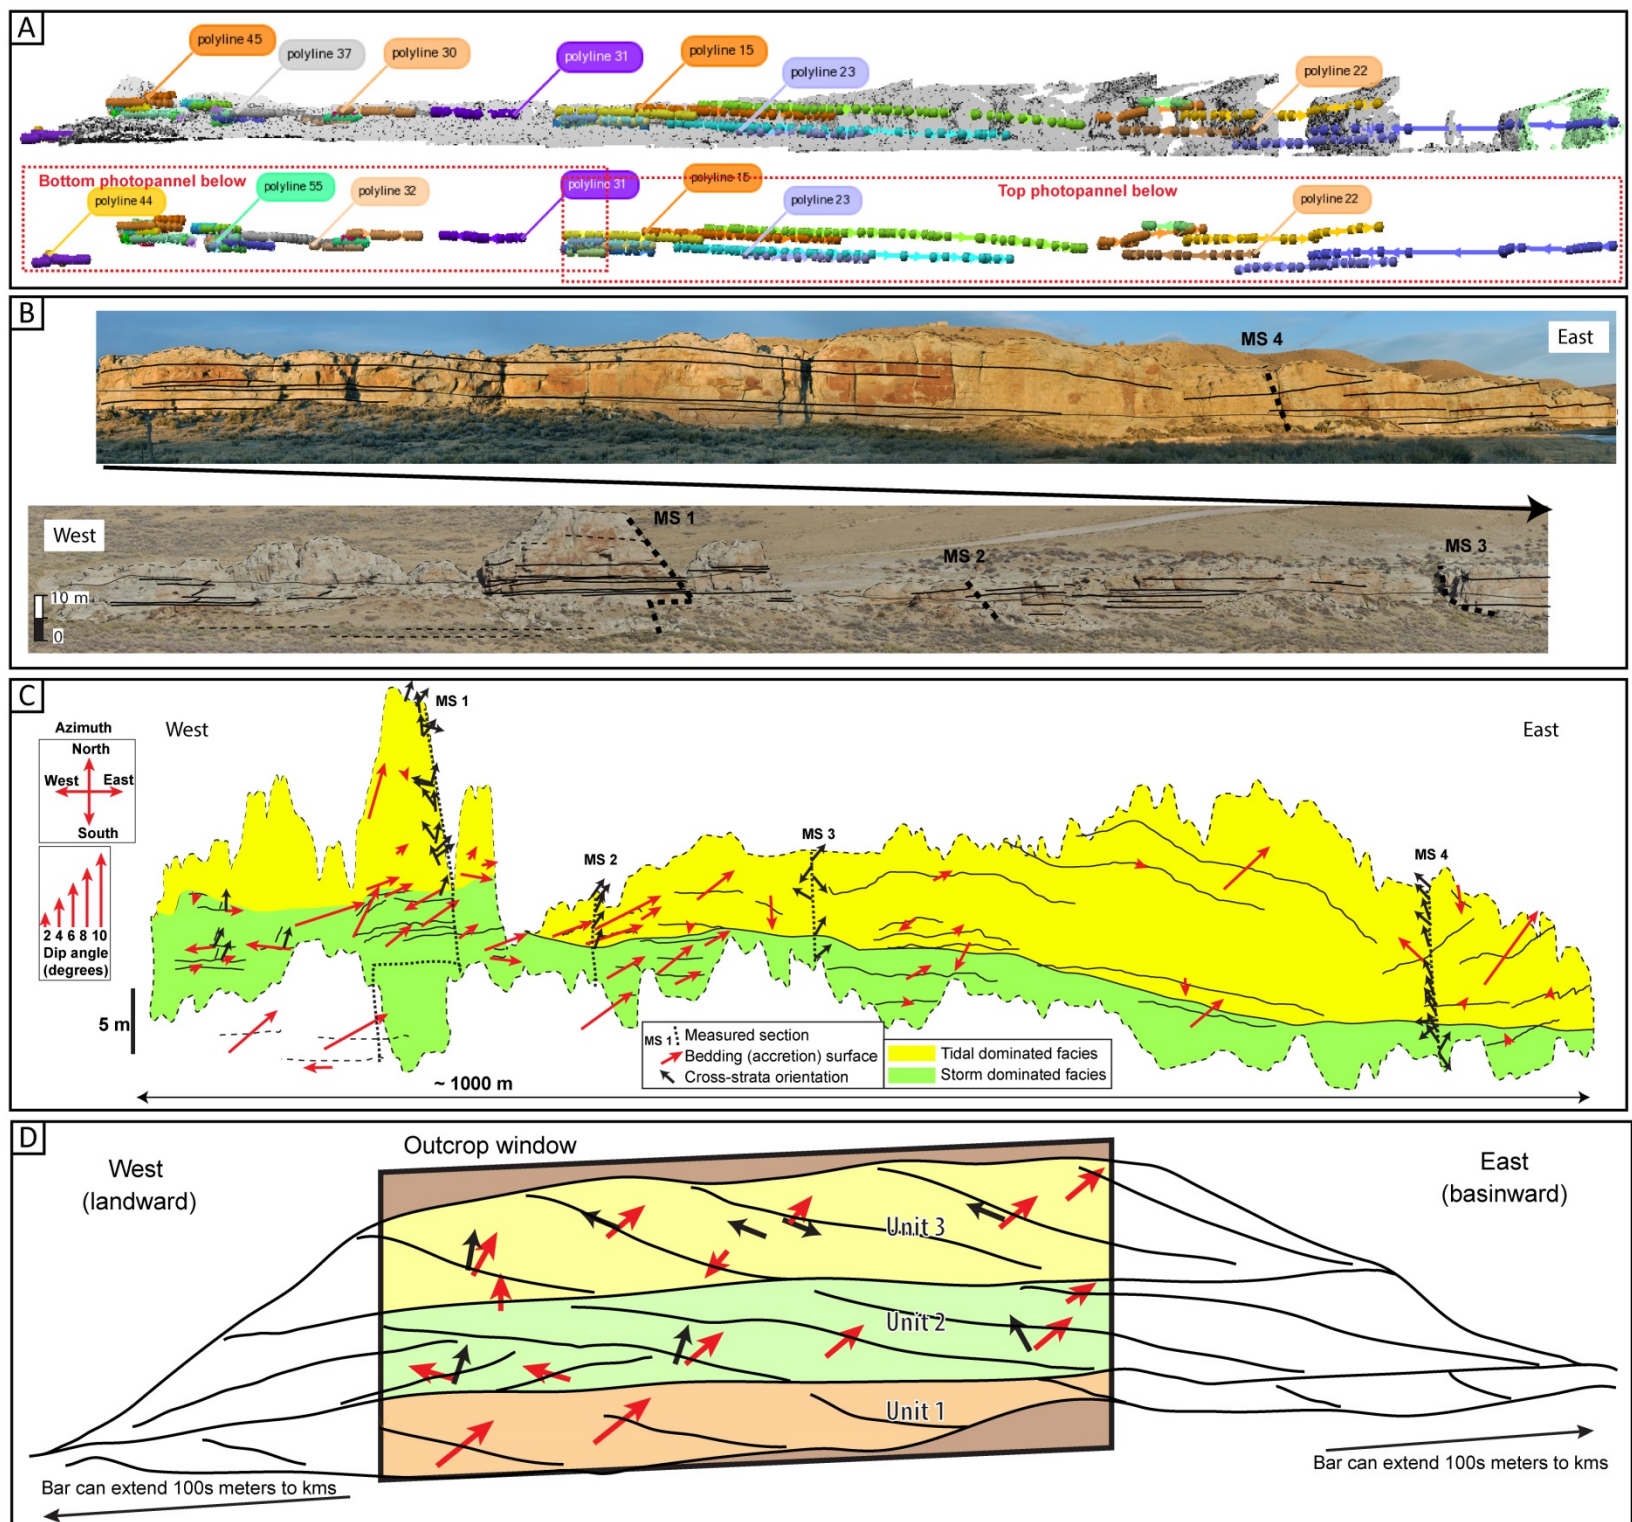 A
polyline 45
polyline 37
polyline 30
polyline 31
polyline 15
polyline 23
polyline 22
Bottom photopannel below
polyline 44
polyline 55
polyline 32
polyline 31
polyline 15
polyline 23
Top photopannel below
polyline 22
B
MS 4
East
West
MS 1
MS 2
MS 3
10 m
0
C
Azimuth
North
West East
South
2 4 6 8 10
Dip angle
(degrees)
5 m
West
MS 1
MS 2
MS 3
MS 4
East
MS 1 Measured section
Bedding (accretion) surface
Cross-strata orientation
Tidal dominated facies
Storm dominated facies
~ 1000 m
D
Outcrop window
West
(landward)
East
(basinward)
Unit 3
Unit 2
Unit 1
Bar can extend 100s meters to kms
Bar can extend 100s meters to kms